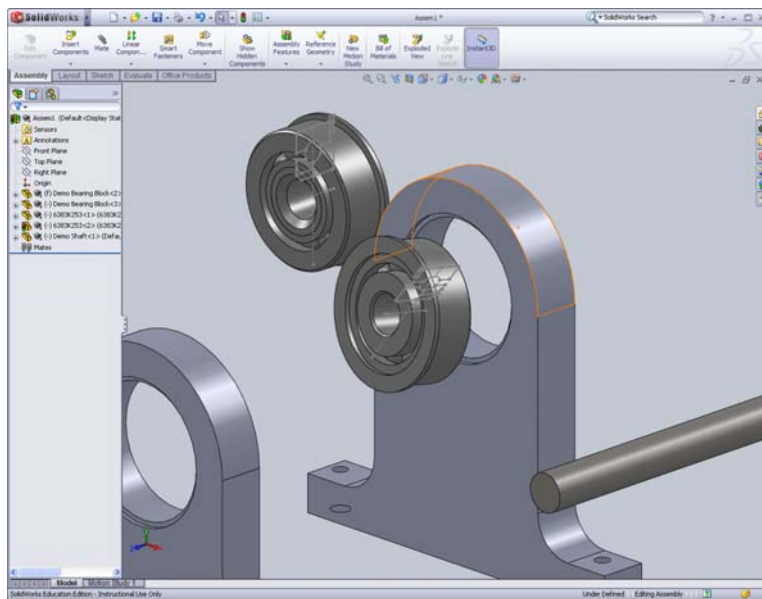 SolidWorks
Assem1 *
SolidWorks Search
Edit Component
Insert Components
Mate
Linear Compon...
Smart Fasteners
Move Component
Show Hidden Components
Assembly Features
Reference Geometry
New Motion Study
Bill of Materials
Exploded View
Explode Line Sketch
Instant3D
Assembly
Layout
Sketch
Evaluate
Office Products
Assem1 (Default<Display Stat
Sensors
Annotations
Front Plane
Top Plane
Right Plane
Origin
(f) Demo Bearing Block<2>
(-) Demo Bearing Block<3>
(-) 6383K253<1> (6383K2
(-) 6383K253<2> (6383K2
(-) Demo Shaft<1> (Defau
Mates
Model
Motion Study 1
SolidWorks Education Edition - Instructional Use Only
Under Defined
Editing Assembly